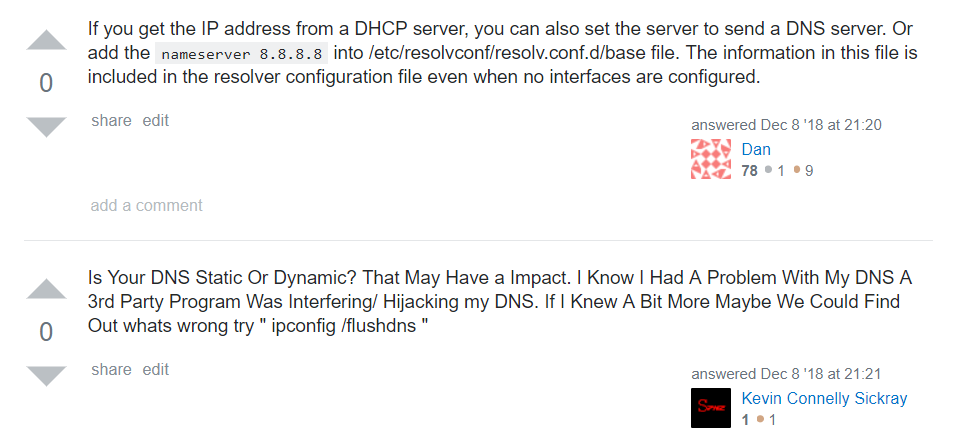 If you get the IP address from a DHCP server, you can also set the server to send a DNS server. Or
add the nameserver 8.8.8.8 into /etc/resolvconf/resolv.conf.d/base file. The information in this file is
included in the resolver configuration file even when no interfaces are configured.
0
share edit
answered Dec 8 '18 at 21:20
Dan
78 1 9
add a comment
Is Your DNS Static Or Dynamic? That May Have a Impact. I Know I Had A Problem With My DNS A
3rd Party Program Was Interfering/ Hijacking my DNS. If I Knew A Bit More Maybe We Could Find
Out whats wrong try " ipconfig /flushdns "
0
share edit
answered Dec 8 '18 at 21:21
Kevin Connelly Sickray
1 1